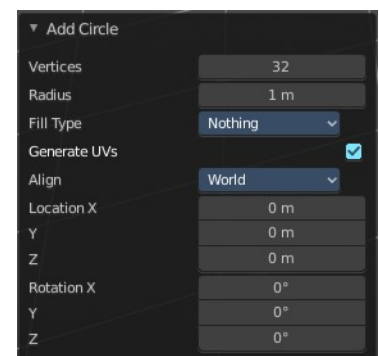 Add Circle
Vertices 32
Radius 1 m
Fill Type Nothing
Generate UVs
Align World
Location X 0 m
Y 0 m
Z 0 m
Rotation X 0°
Y 0°
Z 0°